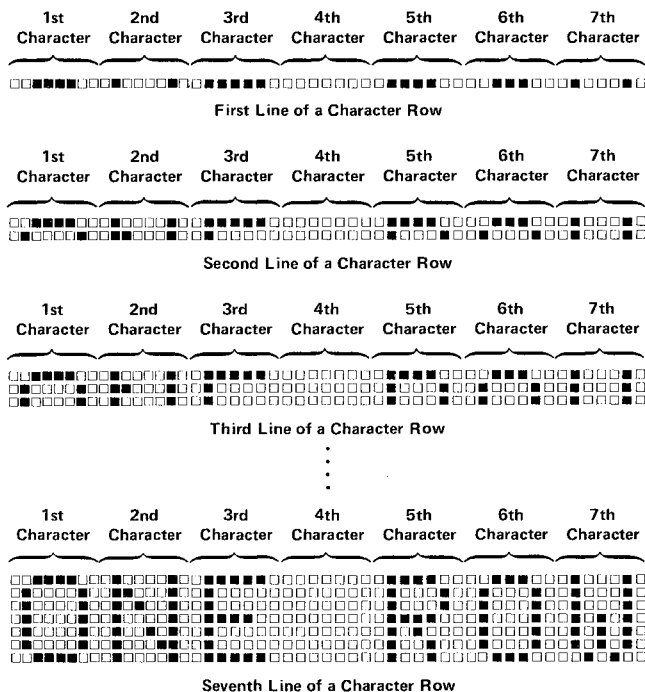 1st 2nd 3rd 4th 5th 6th 7th
Character Character Character Character Character Character Character
First Line of a Character Row
1st 2nd 3rd 4th 5th 6th 7th
Character Character Character Character Character Character Character
Second Line of a Character Row
1st 2nd 3rd 4th 5th 6th 7th
Character Character Character Character Character Character Character
Third Line of a Character Row
1st 2nd 3rd 4th 5th 6th 7th
Character Character Character Character Character Character Character
ONE ROW
Seventh Line of a Character Row